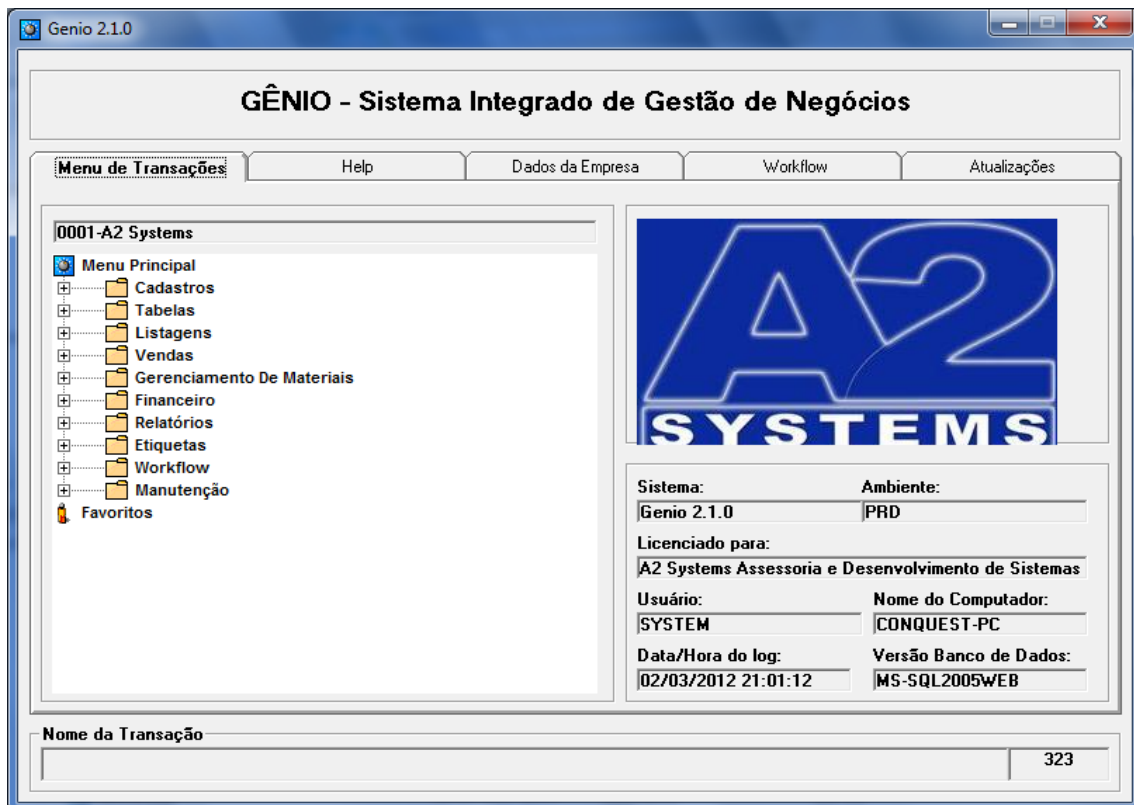 Genio 2.1.0
GÊNIO - Sistema Integrado de Gestão de Negócios
Menu de Transações
Help
Dados da Empresa
Workflow
Atualizações
0001-A2 Systems
Menu Principal
Cadastros
Tabelas
Listagens
Vendas
Gerenciamento De Materiais
Financeiro
Relatórios
Etiquetas
Workflow
Manutenção
Favoritos
A2
SYSTEMS
Sistema: Ambiente:
Genio 2.1.0 PRD
Licenciado para:
A2 Systems Assessoria e Desenvolvimento de Sistemas
Usuário: Nome do Computador:
SYSTEM CONQUEST-PC
Data/Hora do log: Versão Banco de Dados:
02/03/2012 21:01:12 MS-SQL2005WEB
Nome da Transação
323